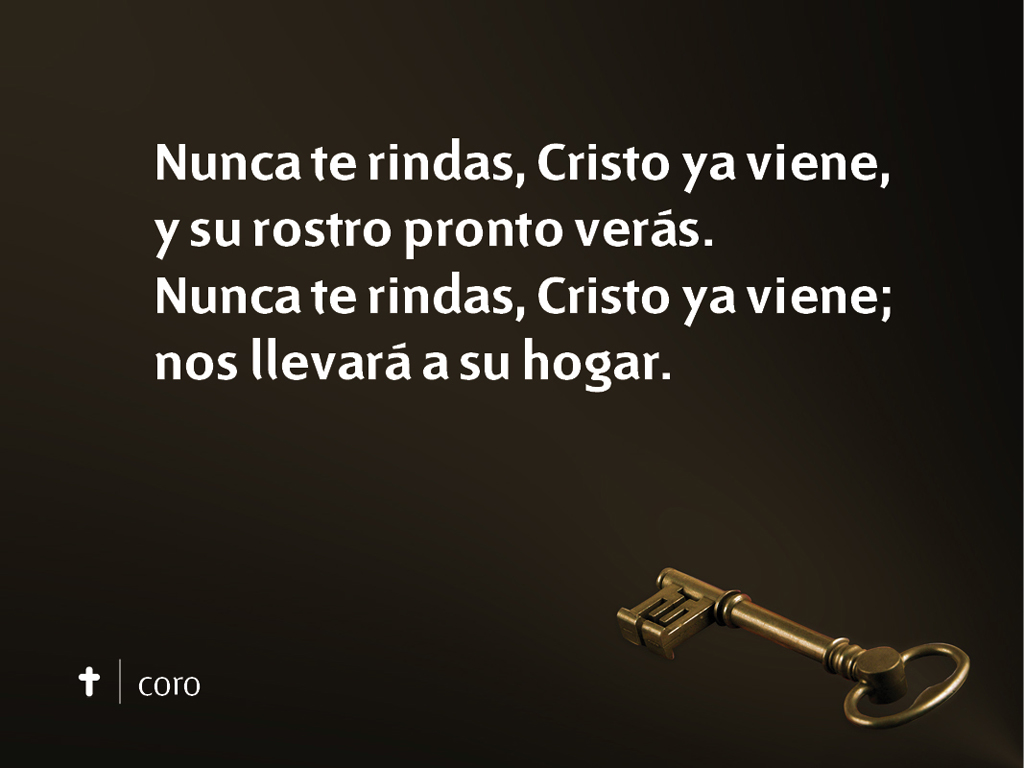 Nunca te rindas, Cristo ya viene,
y su rostro pronto verás.
Nunca te rindas, Cristo ya viene;
nos llevará a su hogar.
coro